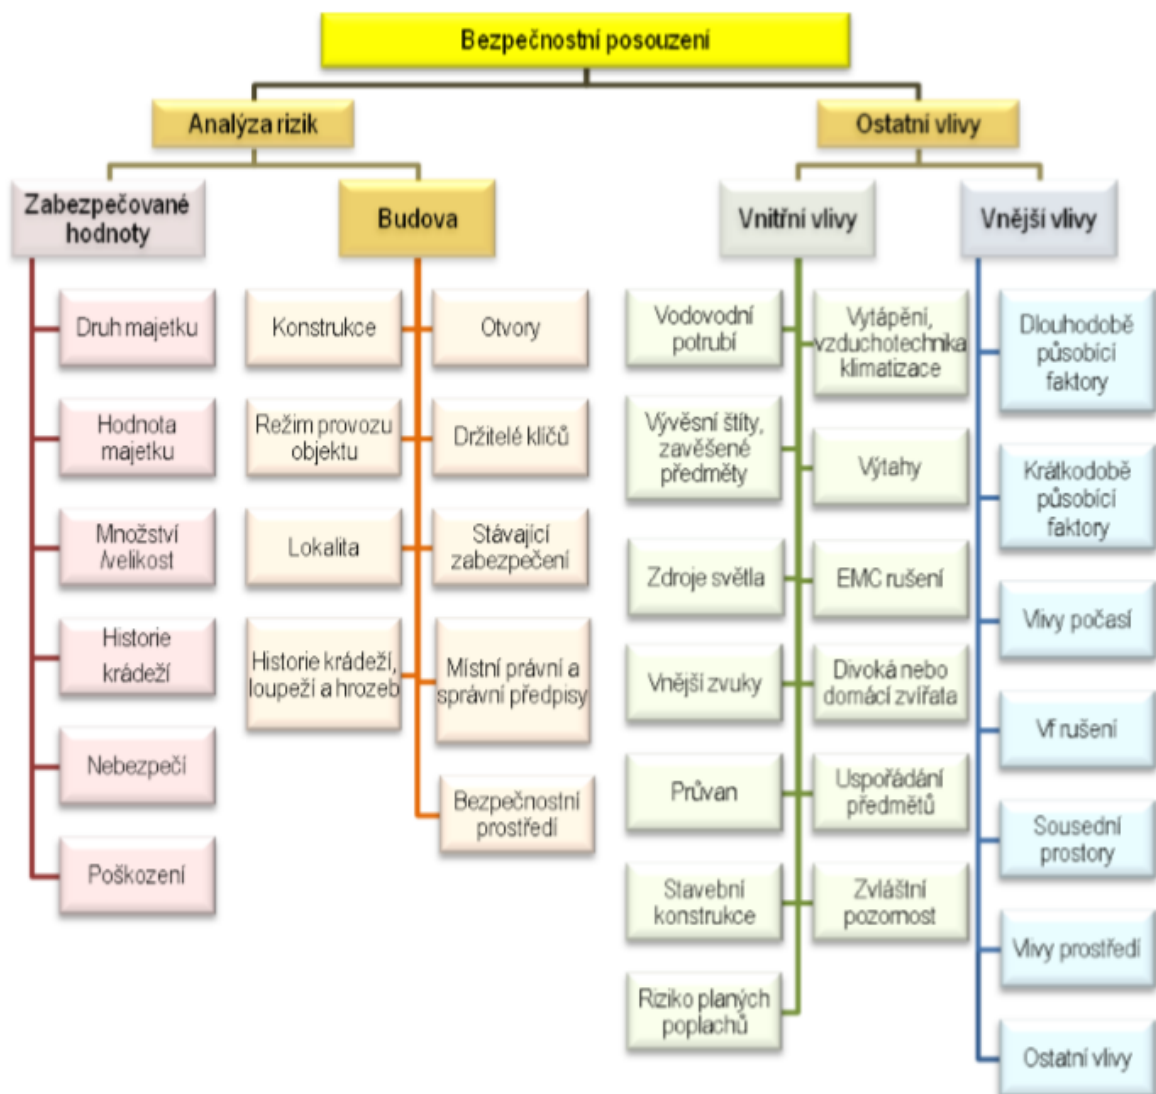 Bezpečnostní posouzení
Analýza rizik
Ostatní vlivy
Zabezpečované
hodnoty
Budova
Vnitřní vlivy
Vnější vlivy
Druh majetku
Hodnota
majetku
Množství
/velikost
Historie
krádeží
Nebezpečí
Poškození
Konstrukce
Otvory
Režim provozu
objektu
Držitelé klíčů
Lokalita
Stávající
zabezpečení
Historie krádeží,
loupeží a hrozeb
Místní právní a
správní předpisy
Bezpečnostní
prostředí
Vodovodní
potrubí
Vytápění,
vzduchotechnika
klimatizace
Vývěsní štíty,
zavěšené
předměty
Výtahy
Zdroje světla
EMC rušení
Vnější zvuky
Divoká nebo
domácí zvířata
Průvan
Uspořádání
předmětů
Stavební
konstrukce
Zvláštní
pozornost
Riziko planých
poplachů
Dlouhodobě
působící
faktory
Krátkodobě
působící
faktory
Vlivy počasí
Vf rušení
Sousední
prostory
Vlivy prostředí
Ostatní vlivy